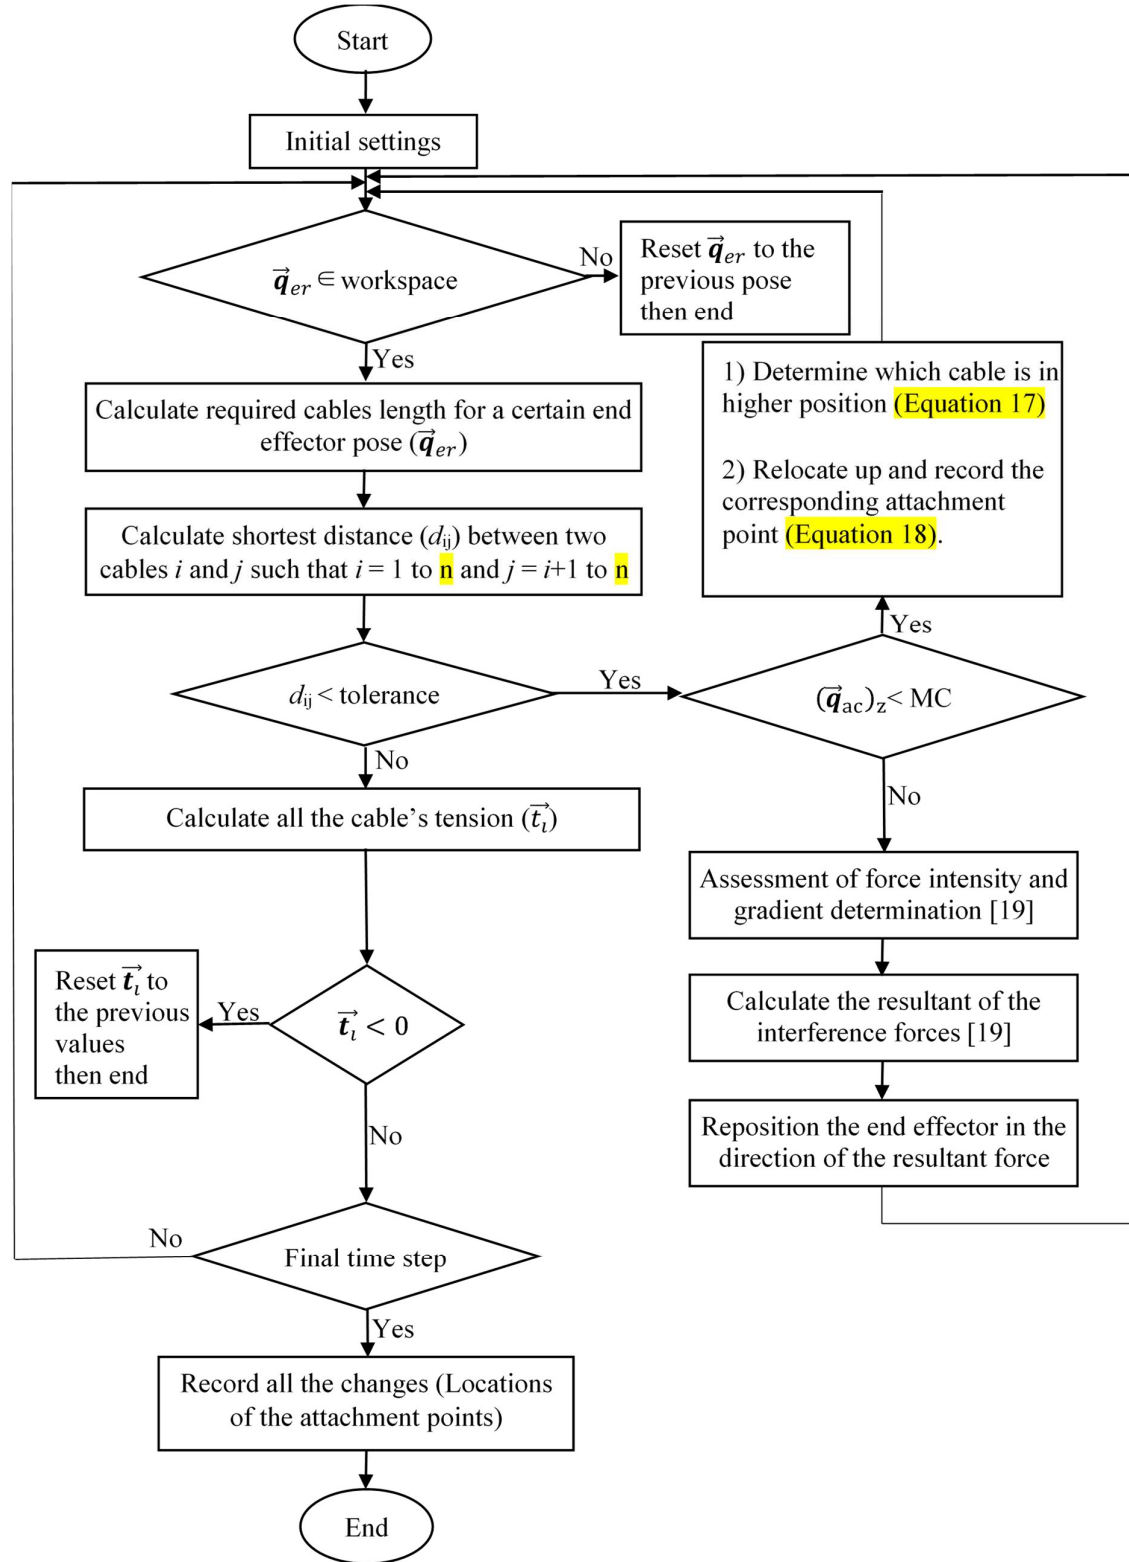 Start
Initial settings
q⃗er ∈ workspace
No
Reset q⃗er to the
previous pose
then end
Yes
Calculate required cables length for a certain end
effector pose (q⃗er)
Calculate shortest distance (dij) between two
cables i and j such that i = 1 to n and j = i+1 to n
1) Determine which cable is in
higher position (Equation 17)
2) Relocate up and record the
corresponding attachment
point (Equation 18).
Yes
dij < tolerance
Yes
(q⃗ac)z< MC
No
No
Calculate all the cable's tension (t⃗ι)
Assessment of force intensity and
gradient determination [19]
Reset t⃗ι to
the previous
values
then end
Yes
t⃗ι < 0
Calculate the resultant of the
interference forces [19]
No
Reposition the end effector in the
direction of the resultant force
No
Final time step
Yes
Record all the changes (Locations
of the attachment points)
End